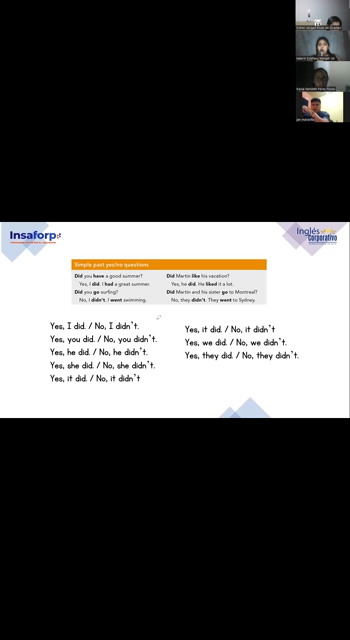 Insaforp
Inglés
Corporativo
Simple past yes/no questions
Did you have a good summer?
Yes, I did. I had a great summer.
Did you go surfing?
No, I didn't. I went swimming.
Did Martin like his vacation?
Yes, he did. He liked it a lot.
Did Martin and his sister go to Montreal?
No, they didn't. They went to Sydney.
Yes, I did. / No, I didn't.
Yes, you did. / No, you didn't.
Yes, he did. / No, he didn't.
Yes, she did. / No, she didn't.
Yes, it did. / No, it didn't
Yes, it did. / No, it didn't
Yes, we did. / No, we didn't.
Yes, they did. / No, they didn't.